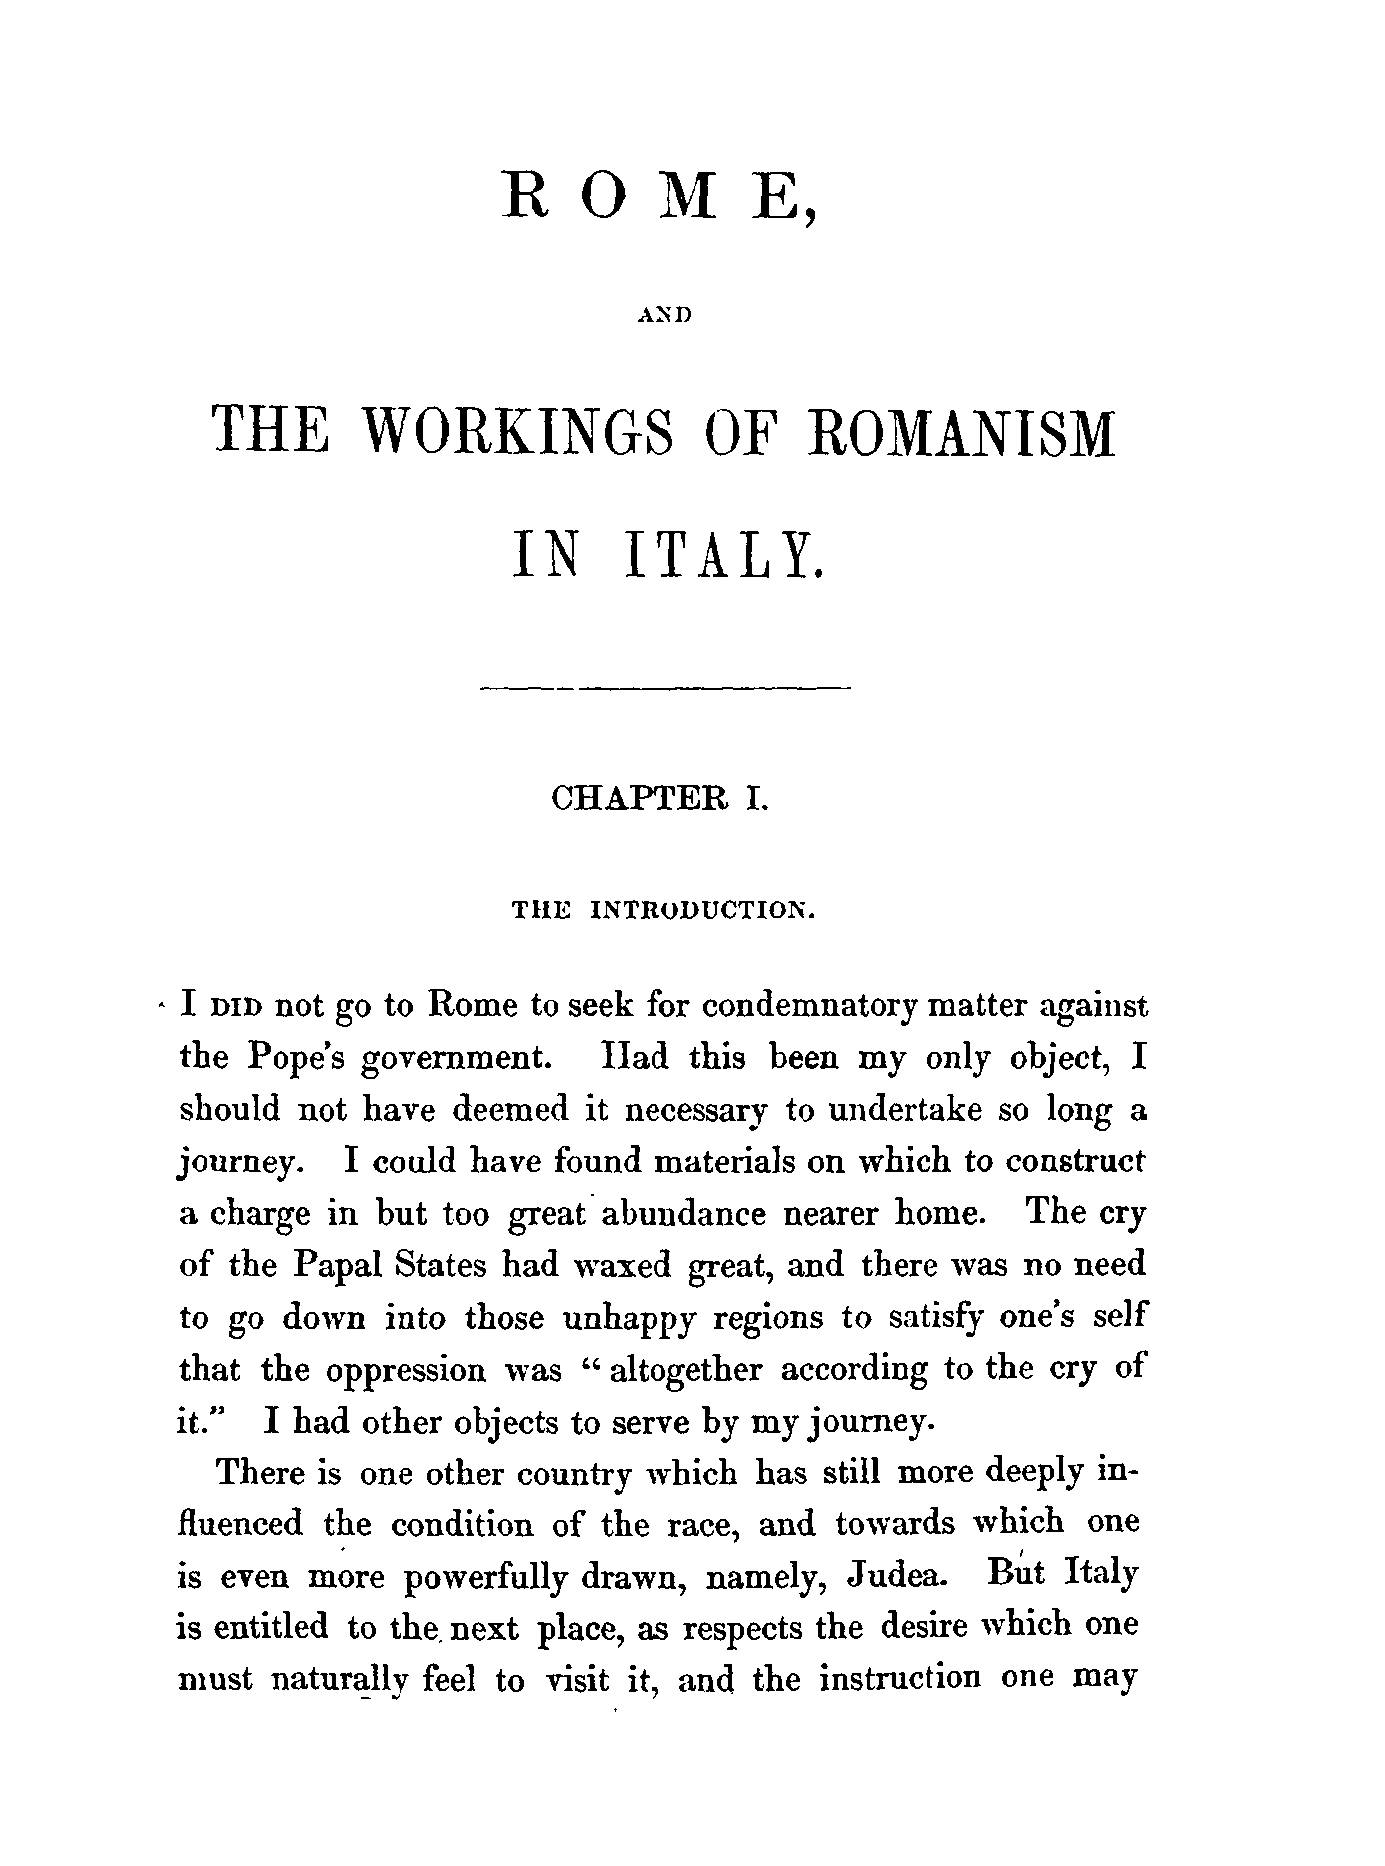 ROME,
AND
THE WORKINGS OF ROMANISM
IN ITALY.
CHAPTER I.
THE INTRODUCTION.
I DID not go to Rome to seek for condemnatory matter against
the Pope's government. Had this been my only object, I
should not have deemed it necessary to undertake so long a
journey. I could have found materials on which to construct
a charge in but too great abundance nearer home. The cry
of the Papal States had waxed great, and there was no need
to go down into those unhappy regions to satisfy one's self
that the oppression was “ altogether according to the cry of
it.” I had other objects to serve by my journey.
There is one other country which has still more deeply in-
fluenced the condition of the race, and towards which one
is even more powerfully drawn, namely, Judea. But Italy
is entitled to the next place, as respects the desire which one
must naturally feel to visit it, and the instruction one may